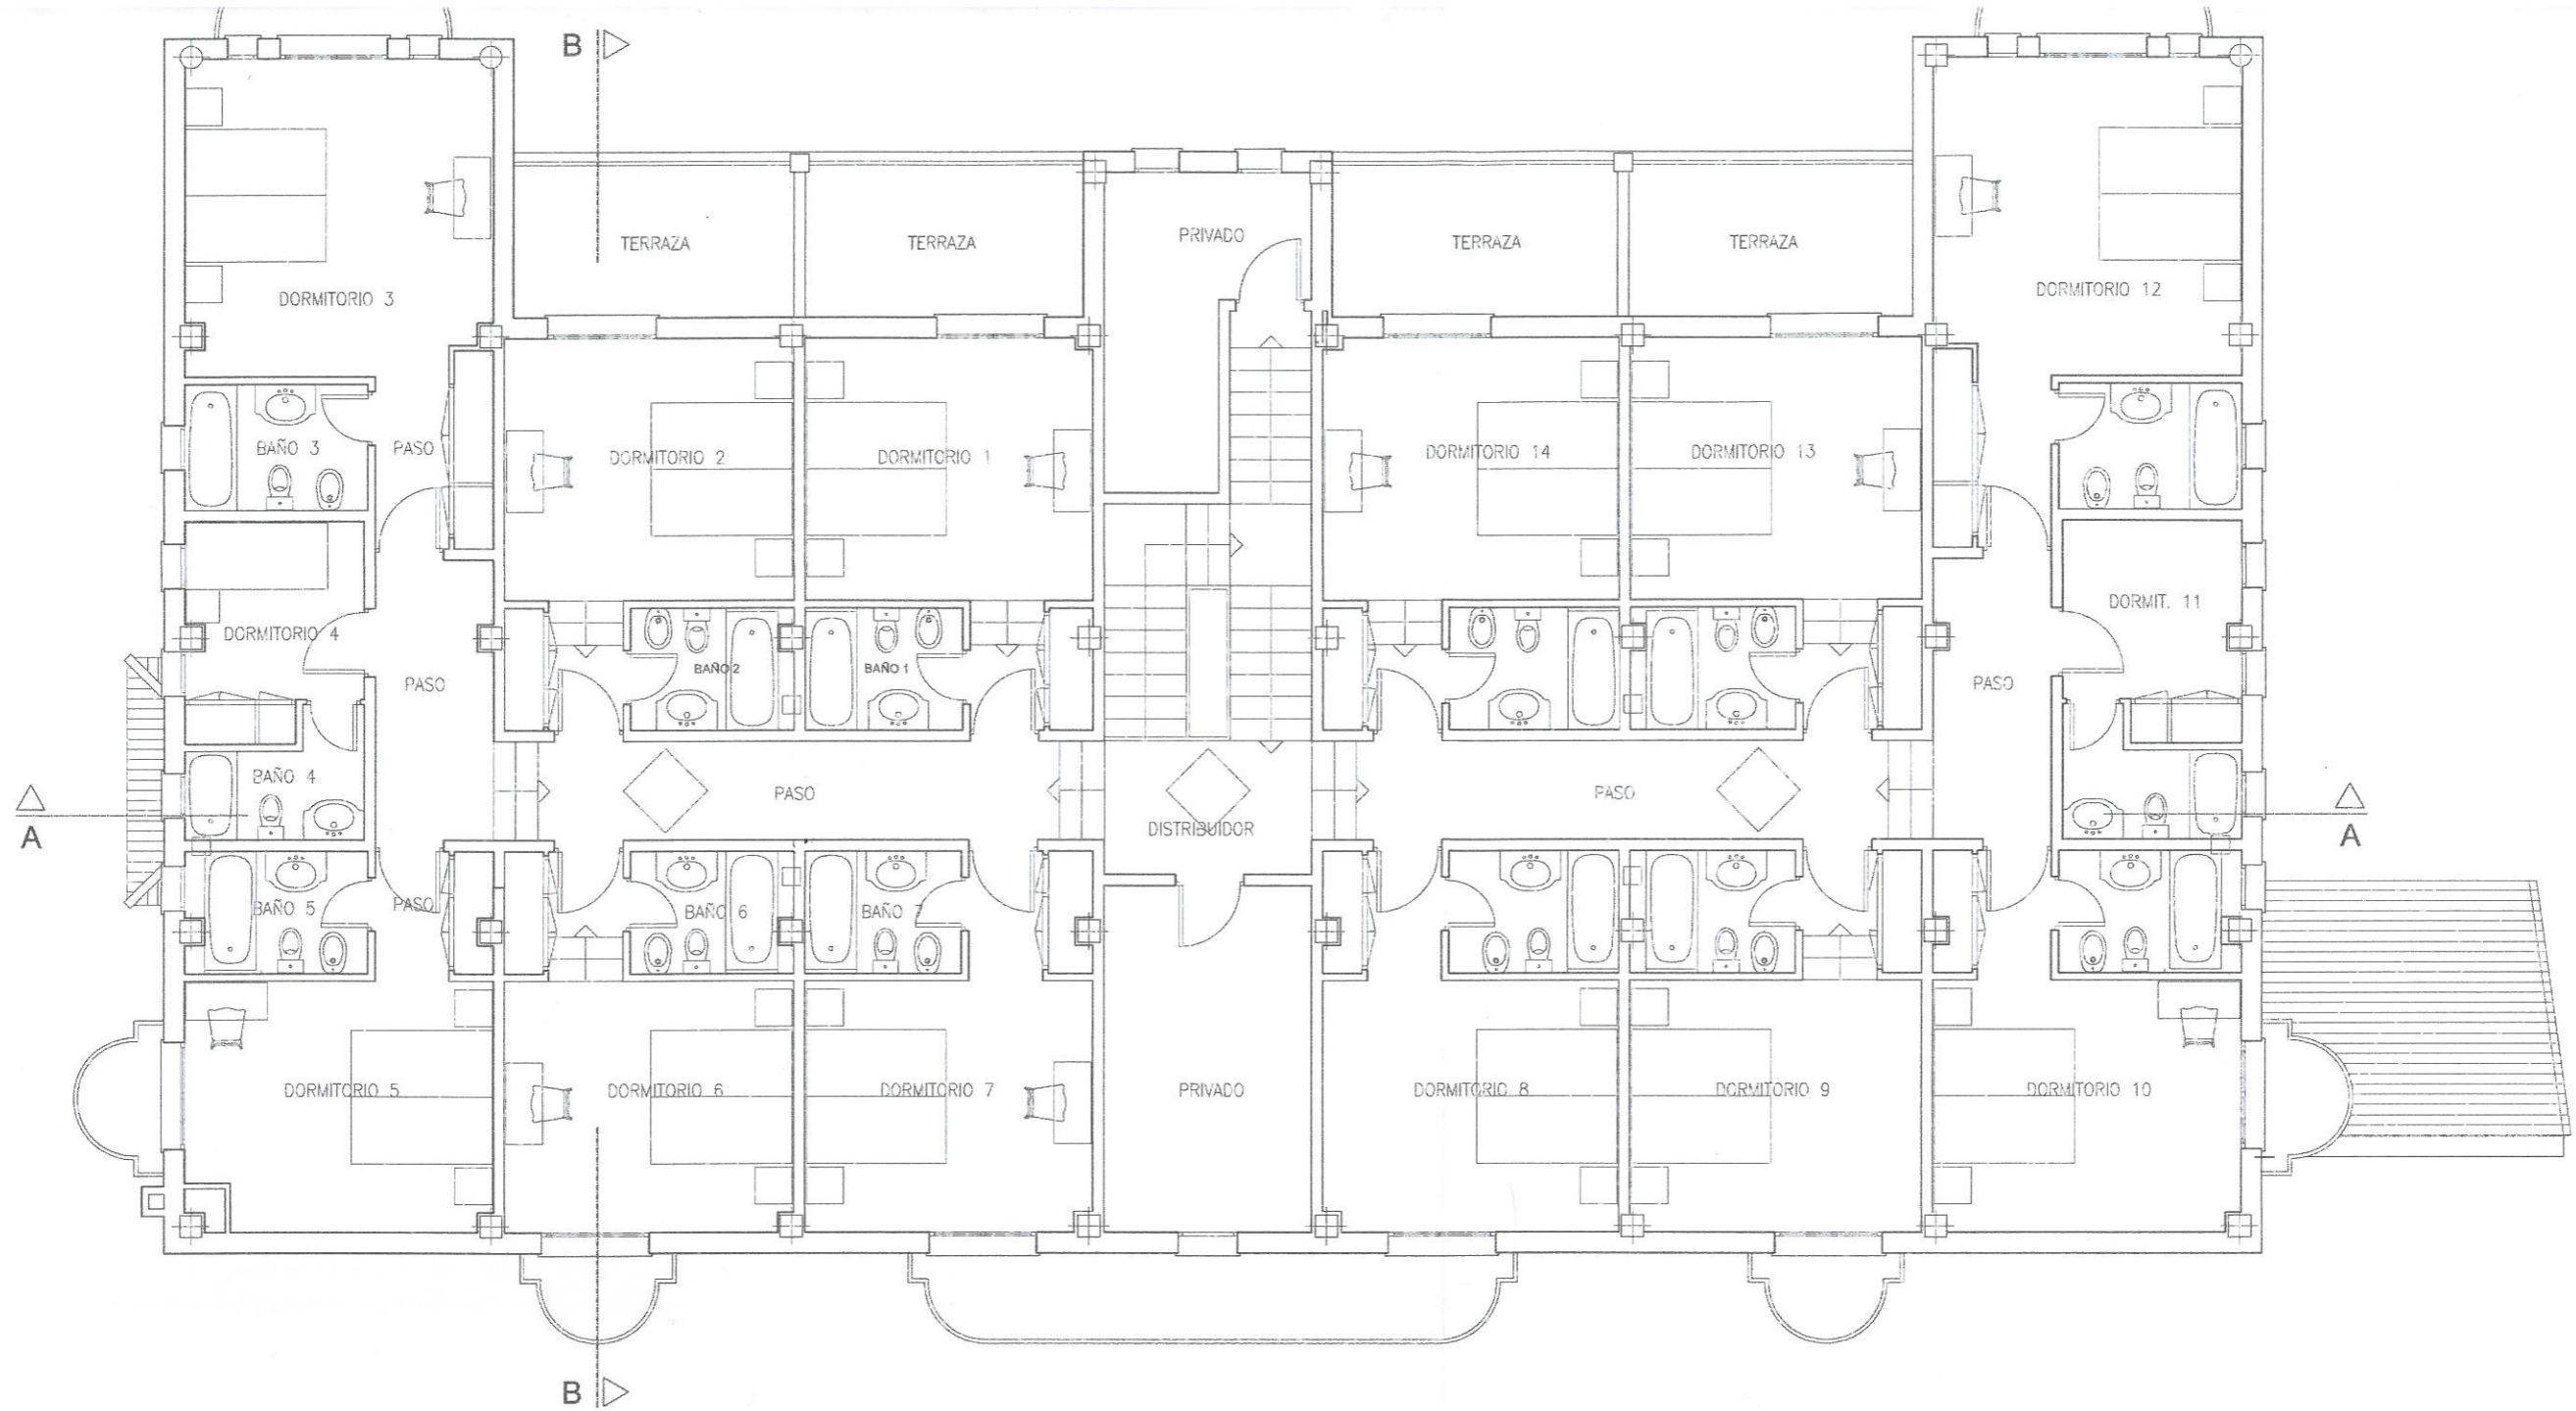 B
TERRAZA
TERRAZA
PRIVADO
TERRAZA
TERRAZA
DORMITORIO 3
DORMITORIO 12
BAÑO 3
PASO
DORMITORIO 2
DORMITORIO 1
DORMITORIO 14
DORMITORIO 13
DORMITORIO 4
DORMIT. 11
BAÑO 2
BAÑO 1
PASO
PASO
BAÑO 4
PASO
PASO
DISTRIBUIDOR
A
A
BAÑO 5
PASO
BAÑO 6
BAÑO 7
DORMITORIO 5
DORMITORIO 6
DORMITORIO 7
PRIVADO
DORMITORIO 8
DORMITORIO 9
DORMITORIO 10
B